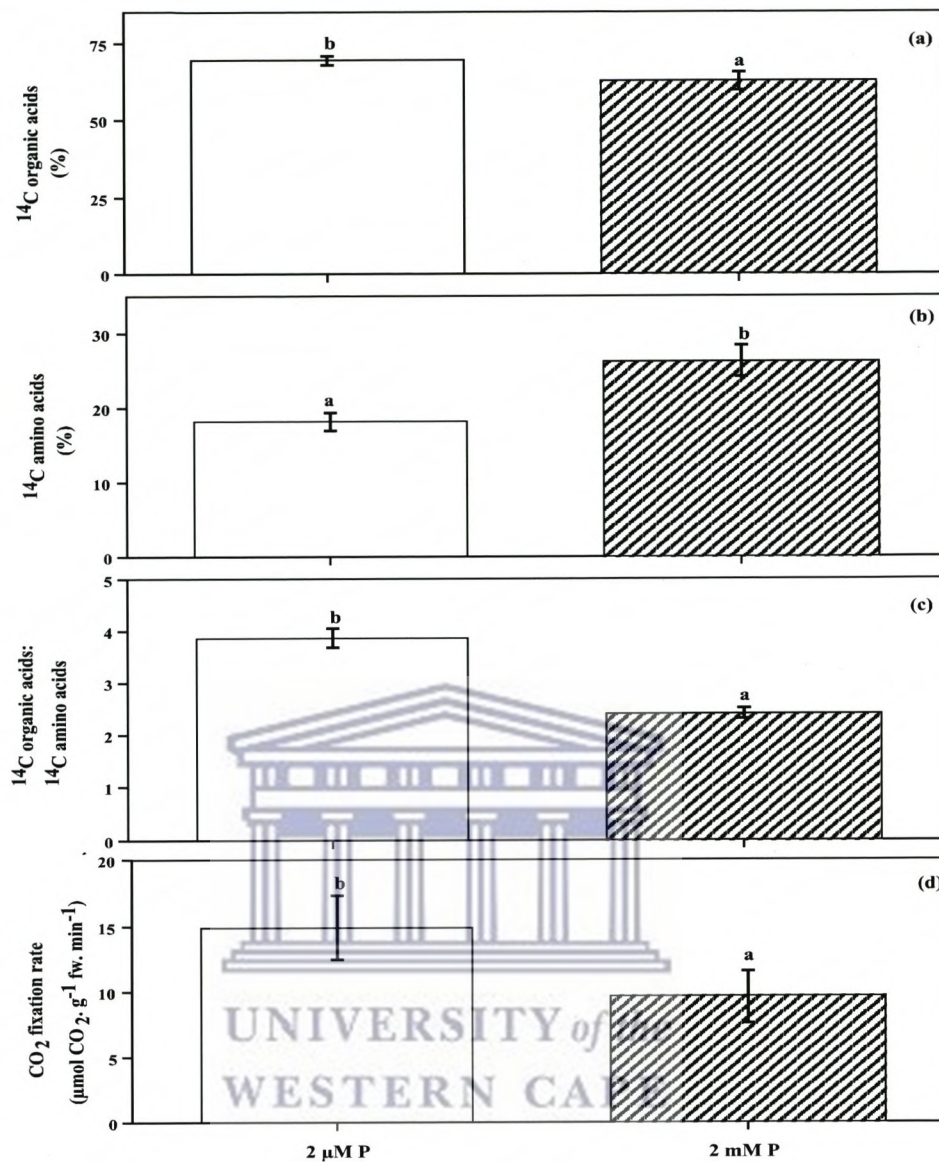 (a)
b
a
75
50
25
0
14C organic acids
(%)
(b)
a
b
30
20
10
0
14C amino acids
(%)
(c)
b
a
5
4
3
2
1
0
14C organic acids:
14C amino acids
(d)
b
a
20
15
10
5
0
CO2 fixation rate
(µmol CO2. g-1 fw. min-1)
UNIVERSITY of the
WESTERN CAPE
2 µM P
2 mM P